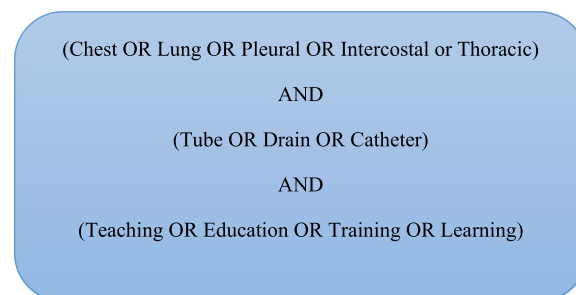 (Chest OR Lung OR Pleural OR Intercostal or Thoracic)
AND
(Tube OR Drain OR Catheter)
AND
(Teaching OR Education OR Training OR Learning)